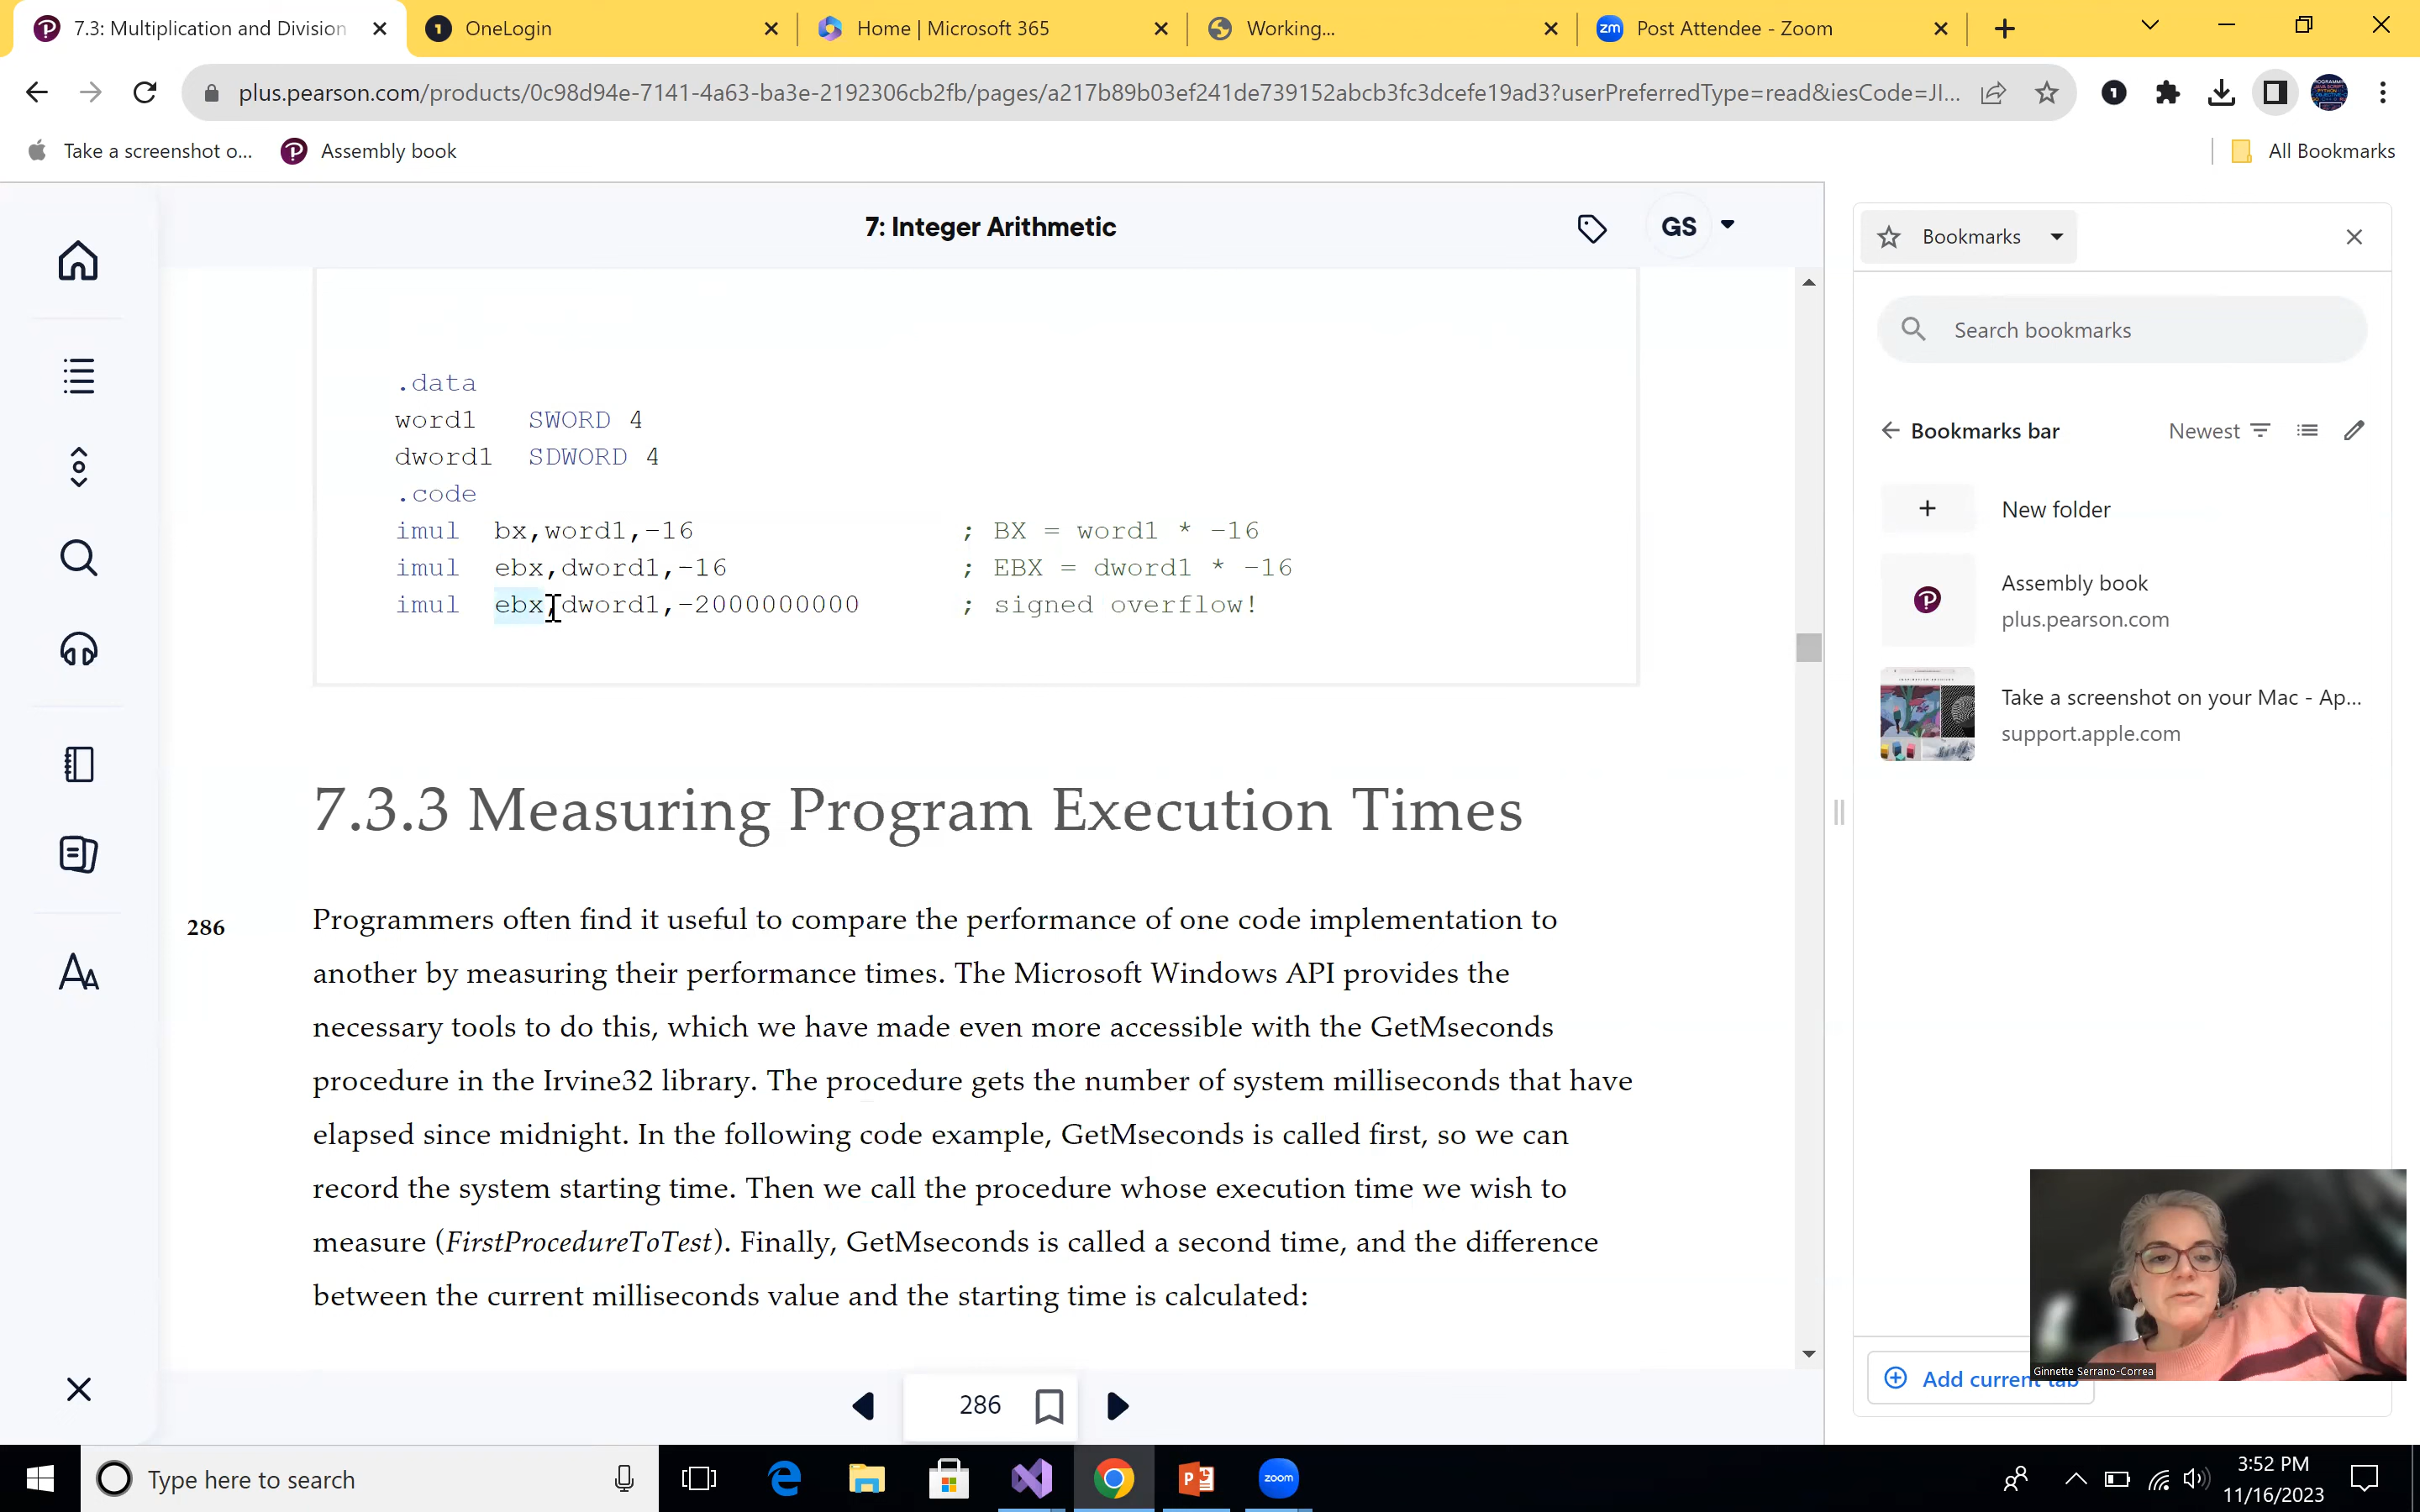 7.3: Multiplication and Division
OneLogin
Home | Microsoft 365
Working...
zm
Post Attendee - Zoom
plus.pearson.com/products/0c98d94e-7141-4a63-ba3e-2192306cb2fb/pages/a217b89b03ef241de739152abcb3fc3dcefe19ad3?userPreferredType=read&iesCode=JI...
Take a screenshot o...
Assembly book
All Bookmarks
7: Integer Arithmetic
GS
.data
word1 SWORD 4
dword1 SDWORD 4
.code
imul bx,word1,-16 ; BX = word1 * -16
imul ebx,dword1,-16 ; EBX = dword1 * -16
imul ebx,dword1,-2000000000 ; signed overflow!
7.3.3 Measuring Program Execution Times
286
Programmers often find it useful to compare the performance of one code implementation to
another by measuring their performance times. The Microsoft Windows API provides the
necessary tools to do this, which we have made even more accessible with the GetMseconds
procedure in the Irvine32 library. The procedure gets the number of system milliseconds that have
elapsed since midnight. In the following code example, GetMseconds is called first, so we can
record the system starting time. Then we call the procedure whose execution time we wish to
measure (FirstProcedureToTest). Finally, GetMseconds is called a second time, and the difference
between the current milliseconds value and the starting time is calculated:
286
Bookmarks
Search bookmarks
Bookmarks bar
Newest
New folder
Assembly book
plus.pearson.com
Take a screenshot on your Mac - Ap...
support.apple.com
Add current tab
Ginnette Serrano-Correa
Type here to search
zoom
3:52 PM
11/16/2023